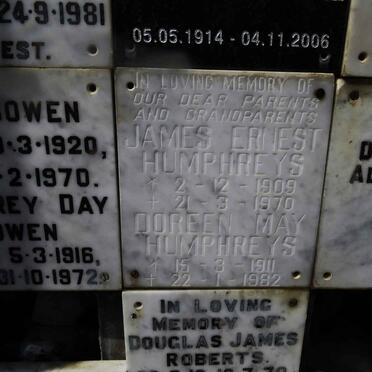 24·9·1981
EST.
05.05.1914 - 04.11.2006
OWEN
·3·1920,
·2·1970.
REY DAY
OWEN
5·3·1916,
31·10·1972.
IN LOVING MEMORY OF
OUR DEAR PARENTS
AND GRANDPARENTS
JAMES ERNEST
HUMPHREYS
* 2 - 12 - 1909
+ 21 - 3 - 1970
DOREEN MAY
HUMPHREYS
* 15 - 3 - 1911
+ 22 - 1 - 1982
D
AL
IN LOVING
MEMORY OF
DOUGLAS JAMES
ROBERTS.